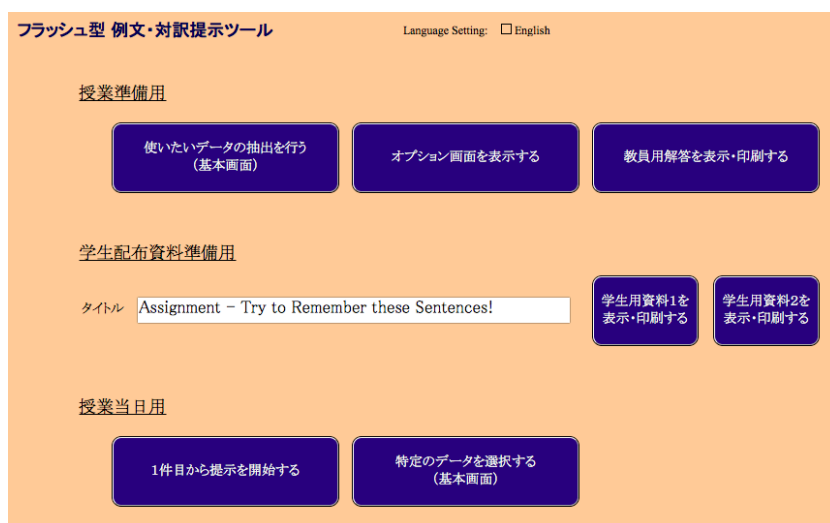 フラッシュ型 例文・対訳提示ツール
Language Setting: English
授業準備用
使いたいデータの抽出を行う
(基本画面)
オプション画面を表示する
教員用解答を表示・印刷する
学生配布資料準備用
タイトル
Assignment - Try to Remember these Sentences!
学生用資料1を
表示・印刷する
学生用資料2を
表示・印刷する
授業当日用
1件目から提示を開始する
特定のデータを選択する
(基本画面)